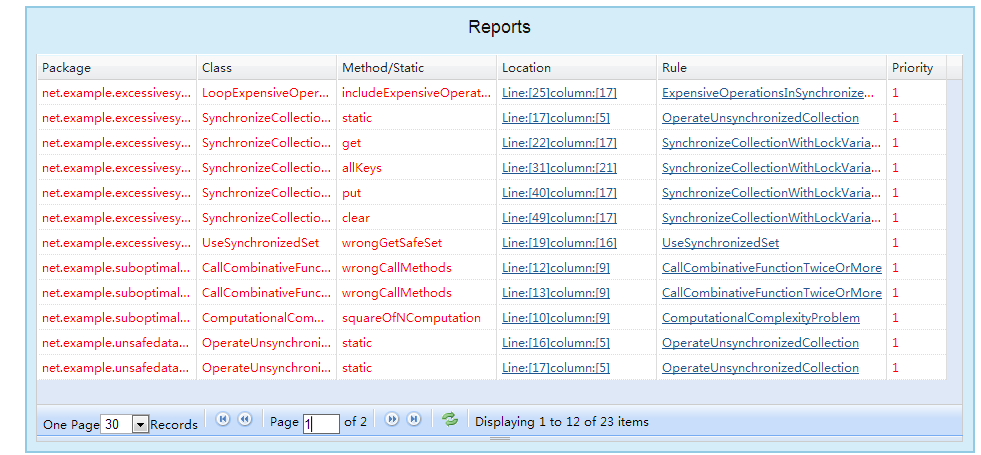 Reports
Package Class Method/Static Location Rule Priority
net.example.excessivesy... LoopExpensiveOper... includeExpensiveOperat... Line:[25]column:[17] ExpensiveOperationsInSynchronize... 1
net.example.excessivesy... SynchronizeCollectio... static Line:[17]column:[5] OperateUnsynchronizedCollection 1
net.example.excessivesy... SynchronizeCollectio... get Line:[22]column:[17] SynchronizeCollectionWithLockVaria... 1
net.example.excessivesy... SynchronizeCollectio... allKeys Line:[31]column:[21] SynchronizeCollectionWithLockVaria... 1
net.example.excessivesy... SynchronizeCollectio... put Line:[40]column:[17] SynchronizeCollectionWithLockVaria... 1
net.example.excessivesy... SynchronizeCollectio... clear Line:[49]column:[17] SynchronizeCollectionWithLockVaria... 1
net.example.excessivesy... UseSynchronizedSet wrongGetSafeSet Line:[19]column:[16] UseSynchronizedSet 1
net.example.suboptimal... CallCombinativeFunc... wrongCallMethods Line:[12]column:[9] CallCombinativeFunctionTwiceOrMore 1
net.example.suboptimal... CallCombinativeFunc... wrongCallMethods Line:[13]column:[9] CallCombinativeFunctionTwiceOrMore 1
net.example.suboptimal... ComputationalCom... squareOfNComputation Line:[10]column:[9] ComputationalComplexityProblem 1
net.example.unsafedata... OperateUnsynchroni... static Line:[16]column:[5] OperateUnsynchronizedCollection 1
net.example.unsafedata... OperateUnsynchroni... static Line:[17]column:[5] OperateUnsynchronizedCollection 1
One Page 30 Records Page 1 of 2 Displaying 1 to 12 of 23 items